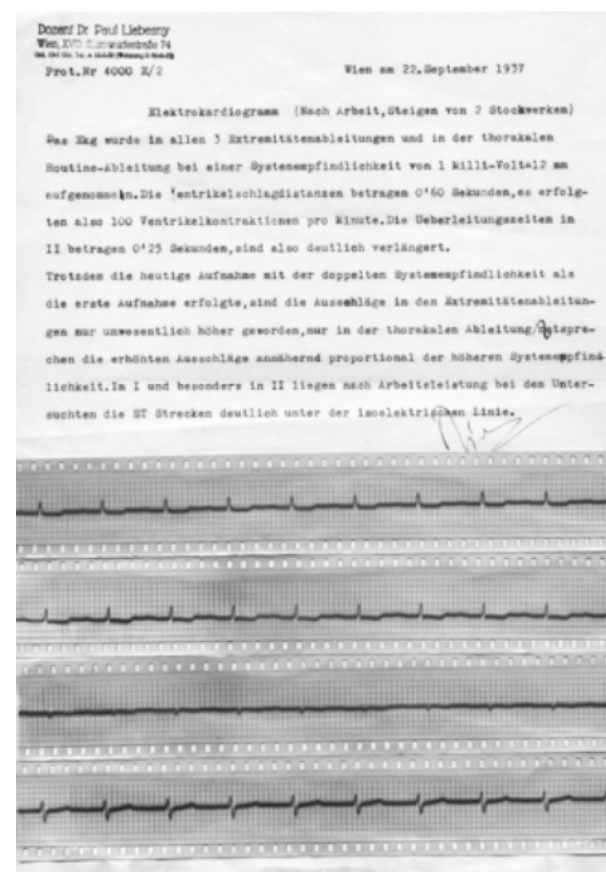 Dozent Dr. Paul Liebesny
Wien, XVIII
Prot.Nr 4000 X/2 Wien am 22.September 1937
Elektrokardiogramm (Nach Arbeit,Steigen von 2 Stockwerken)
Das Ekg wurde in allen 3 Extremitätenableitungen und in der thorakalen
Routine-Ableitung bei einer Systemempfindlichkeit von 1 Milli-Volt=12 mm
aufgenommen.Die Ventrikelschlagdistanzen betragen 0'60 Sekunden,es erfolg-
ten also 100 Ventrikelkontraktionen pro Minute.Die Ueberleitungszeiten in
II betragen 0'25 Sekunden,sind also deutlich verlängert.
Trotzdem die heutige Aufnahme mit der doppelten Systemempfindlichkeit als
die erste Aufnahme erfolgte,sind die Ausschläge in den Extremitätenableitun-
gen nur unwesentlich höher geworden,nur in der thorakalen Ableitung entspre-
chen die erhöhten Ausschläge annähernd proportional der höheren Systemempfind
lichkeit.Im I und besonders in II liegen nach Arbeitsleistung bei dem Unter-
suchten die ST Strecken deutlich unter der isoelektrischen Linie.